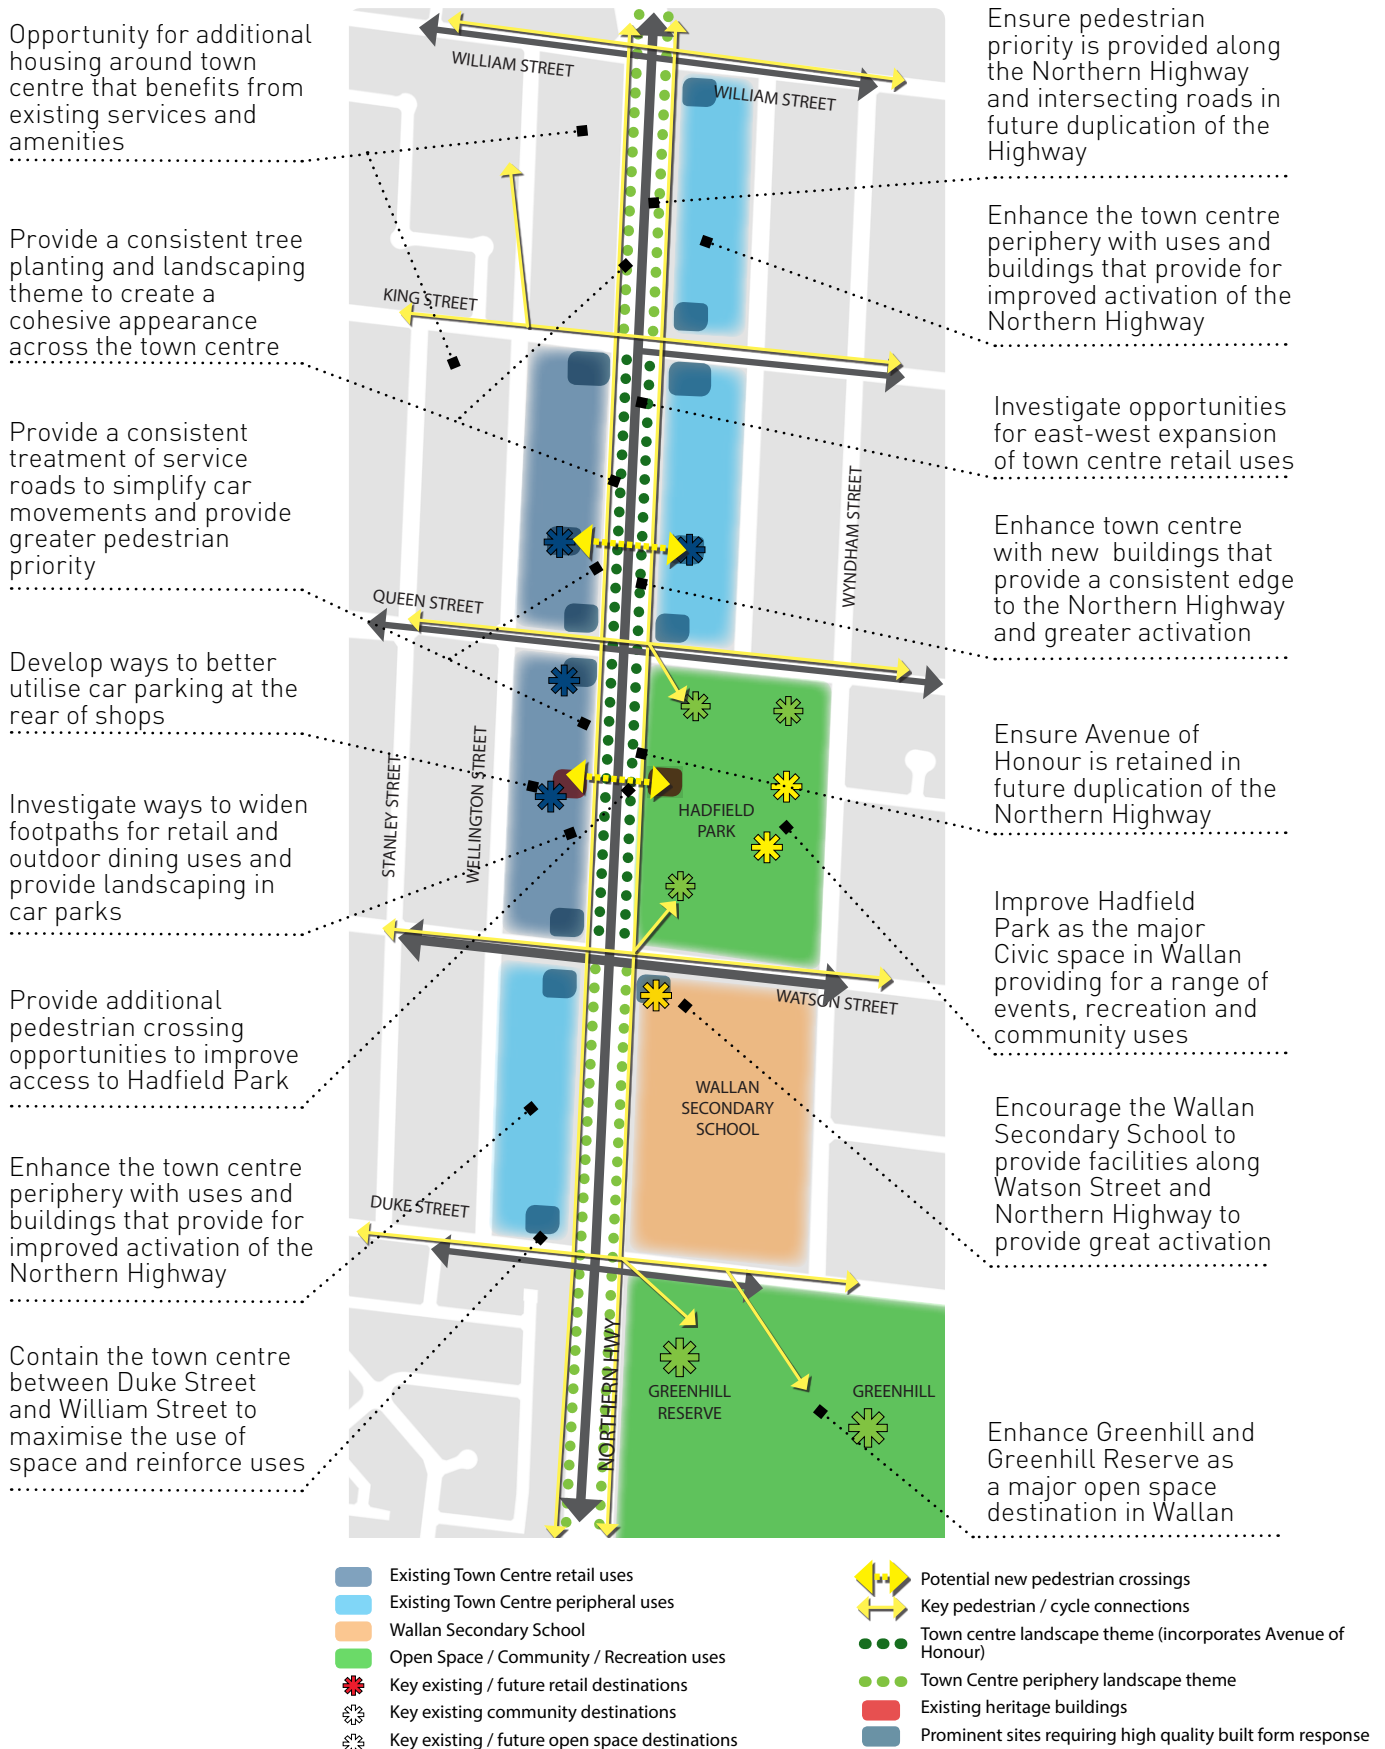 Opportunity for additional
housing around town
centre that benefits from
existing services and
amenities
Provide a consistent tree
planting and landscaping
theme to create a
cohesive appearance
across the town centre
Provide a consistent
treatment of service
roads to simplify car
movements and provide
greater pedestrian
priority
Develop ways to better
utilise car parking at the
rear of shops
Investigate ways to widen
footpaths for retail and
outdoor dining uses and
provide landscaping in
car parks
Provide additional
pedestrian crossing
opportunities to improve
access to Hadfield Park
Enhance the town centre
periphery with uses and
buildings that provide for
improved activation of the
Northern Highway
Contain the town centre
between Duke Street
and William Street to
maximise the use of
space and reinforce uses
WILLIAM STREET
WILLIAM STREET
KING STREET
WYNDHAM STREET
QUEEN STREET
STANLEY STREET
WELLINGTON STREET
HADFIELD
PARK
WATSON STREET
WALLAN
SECONDARY
SCHOOL
DUKE STREET
NORTHERN HWY
GREENHILL
RESERVE
GREENHILL
Ensure pedestrian
priority is provided along
the Northern Highway
and intersecting roads in
future duplication of the
Highway
Enhance the town centre
periphery with uses and
buildings that provide for
improved activation of the
Northern Highway
Investigate opportunities
for east-west expansion
of town centre retail uses
Enhance town centre
with new buildings that
provide a consistent edge
to the Northern Highway
and greater activation
Ensure Avenue of
Honour is retained in
future duplication of the
Northern Highway
Improve Hadfield
Park as the major
Civic space in Wallan
providing for a range of
events, recreation and
community uses
Encourage the Wallan
Secondary School to
provide facilities along
Watson Street and
Northern Highway to
provide great activation
Enhance Greenhill and
Greenhill Reserve as
a major open space
destination in Wallan
Existing Town Centre retail uses
Existing Town Centre peripheral uses
Wallan Secondary School
Open Space / Community / Recreation uses
Key existing / future retail destinations
Key existing community destinations
Key existing / future open space destinations
Potential new pedestrian crossings
Key pedestrian / cycle connections
Town centre landscape theme (incorporates Avenue of
Honour)
Town Centre periphery landscape theme
Existing heritage buildings
Prominent sites requiring high quality built form response